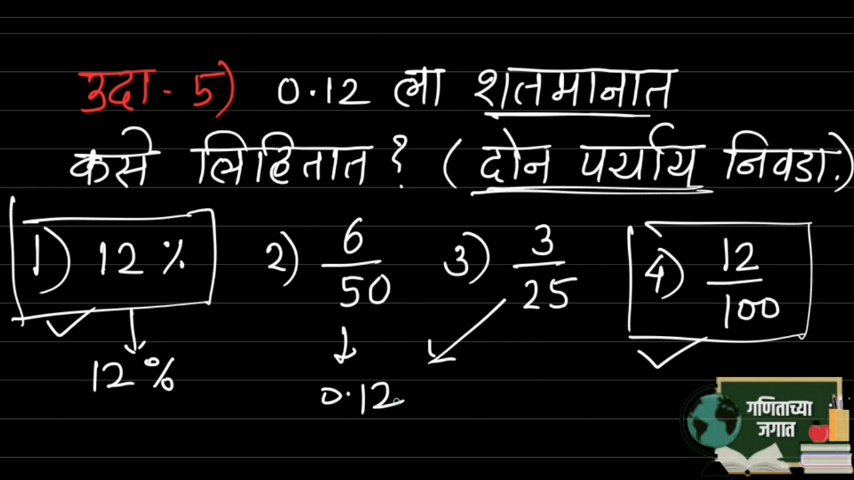 उदा - 5) 0.12 ला शतमानात
कसे लिहितात ? ( दोन पर्याय निवडा.)
1) 12 % 2) 6/50 3) 3/25 4) 12/100
12 % 0.12
गणिताच्या
जगात